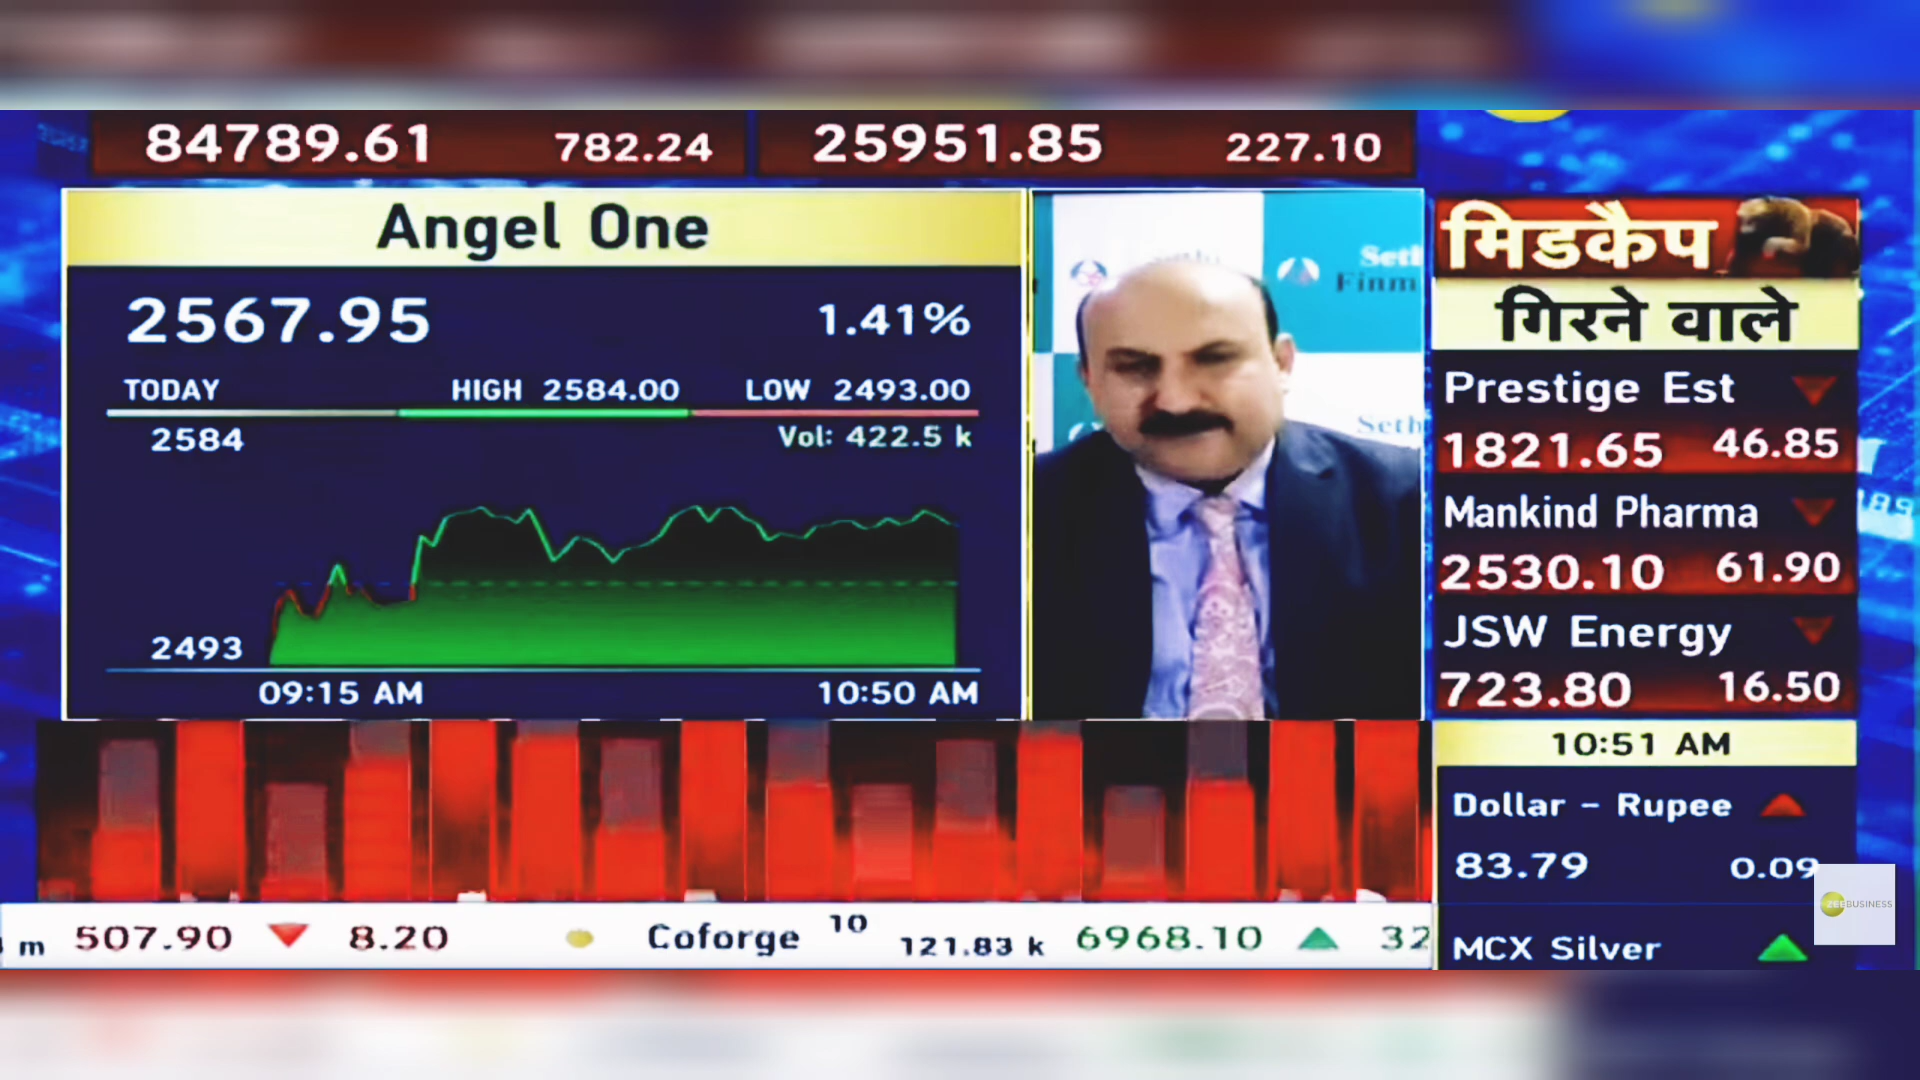 84789.61 782.24 25951.85 227.10
Angel One
2567.95 1.41%
TODAY HIGH 2584.00 LOW 2493.00
2584 Vol: 422.5 k
2493
09:15 AM 10:50 AM
Finm
मिडकैप
गिरने वाले
Prestige Est
1821.65 46.85
Mankind Pharma
2530.10 61.90
JSW Energy
723.80 16.50
10:51 AM
Dollar - Rupee
83.79 0.09
MCX Silver
ZEEBUSINESS
m 507.90 8.20 Coforge 10 121.83 k 6968.10 32